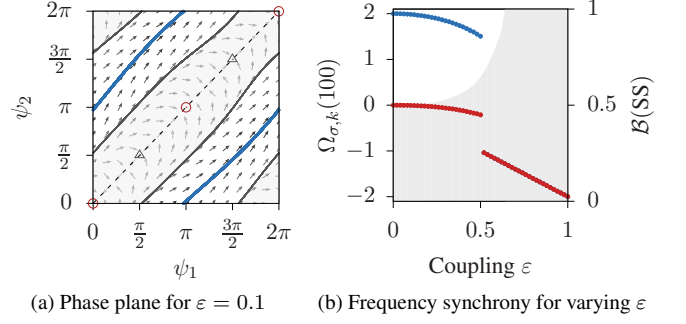 2π
3π/2
π
π/2
0
ψ₂
0 π/2 π 3π/2 2π
ψ₁
(a) Phase plane for ε = 0.1
2
1
0
−1
−2
Ω_{σ,k}(100)
1
0.5
0
𝓑(SS)
0 0.5 1
Coupling ε
(b) Frequency synchrony for varying ε